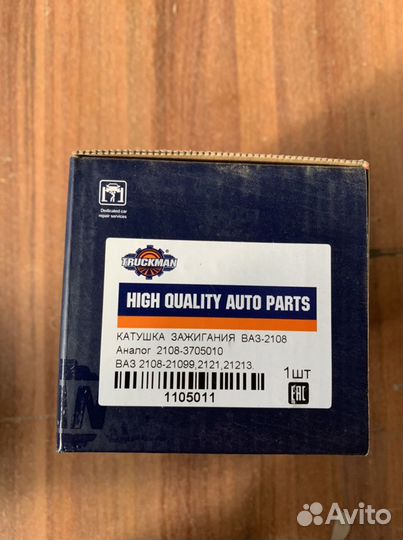 Dedicated car
repair services
TRUCKMAN®
HIGH QUALITY AUTO PARTS
КАТУШКА ЗАЖИГАНИЯ ВАЗ-2108
Аналог 2108-3705010
ВАЗ 2108-21099,2121,21213.
1шт
1105011
EAC
Avito